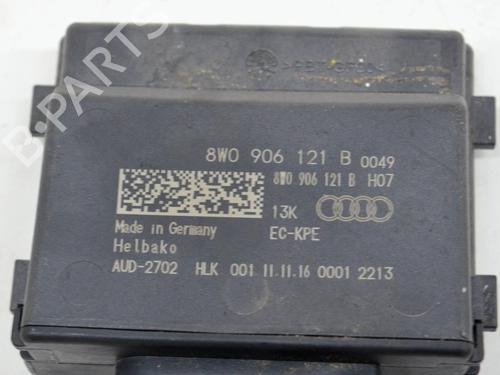 8W0 906 121 B 0049
8W0 906 121 B H07
13K
Made in Germany EC-KPE
Helbako
AUD-2702 HLK 001 11.11.16 0001 2213
B-PARTS